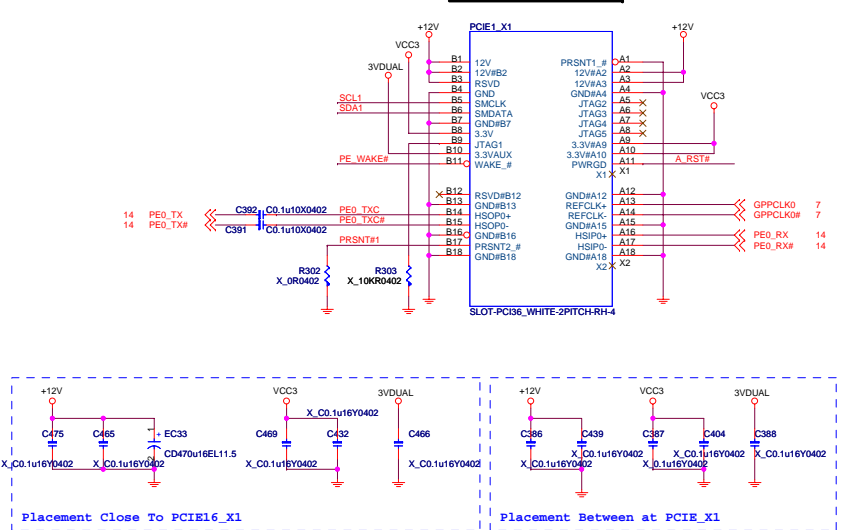 PCIE1_X1
+12V
+12V
VCC3
3VDUAL
VCC3
B1 12V PRSNT1_# A1
B2 12V#B2 12V#A2 A2
B3 RSVD 12V#A3 A3
B4 GND GND#A4 A4
SCL1 B5 SMCLK JTAG2 A5
SDA1 B6 SMDATA JTAG3 A6
B7 GND#B7 JTAG4 A7
B8 3.3V JTAG5 A8
B9 JTAG1 3.3V#A9 A9
B10 3.3VAUX 3.3V#A10 A10
PE_WAKE# B11 WAKE_# PWRGD A11 A_RST#
X1 X1
B12 RSVD#B12 GND#A12 A12
B13 GND#B13 REFCLK+ A13 GPPCLK0 7
14 PE0_TX C392 C0.1u10X0402 PE0_TXC B14 HSOP0+ REFCLK- A14 GPPCLK0# 7
14 PE0_TX# C391 C0.1u10X0402 PE0_TXC# B15 HSOP0- GND#A15 A15
B16 GND#B16 HSIP0+ A16 PE0_RX 14
PRSNT#1 B17 PRSNT2_# HSIP0- A17 PE0_RX# 14
B18 GND#B18 GND#A18 A18
X2 X2
R302 R303
X_0R0402 X_10KR0402
SLOT-PCI36_WHITE-2PITCH-RH-4
+12V VCC3 3VDUAL +12V VCC3 3VDUAL
X_C0.1u16Y0402
C475 C465 1 + EC33 C469 C432 C466 C386 C439 C387 C404 C388
CD470u16EL11.5 X_C0.1u16Y0402 X_C0.1u16Y0402 X_C0.1u16Y0402
X_C0.1u16Y0402 X_C0.1u16Y0402 X_C0.1u16Y0402 X_C0.1u16Y0402 X_C0.1u16Y0402 X_0.1u16Y0402
Placement Close To PCIE16_X1
Placement Between at PCIE_X1